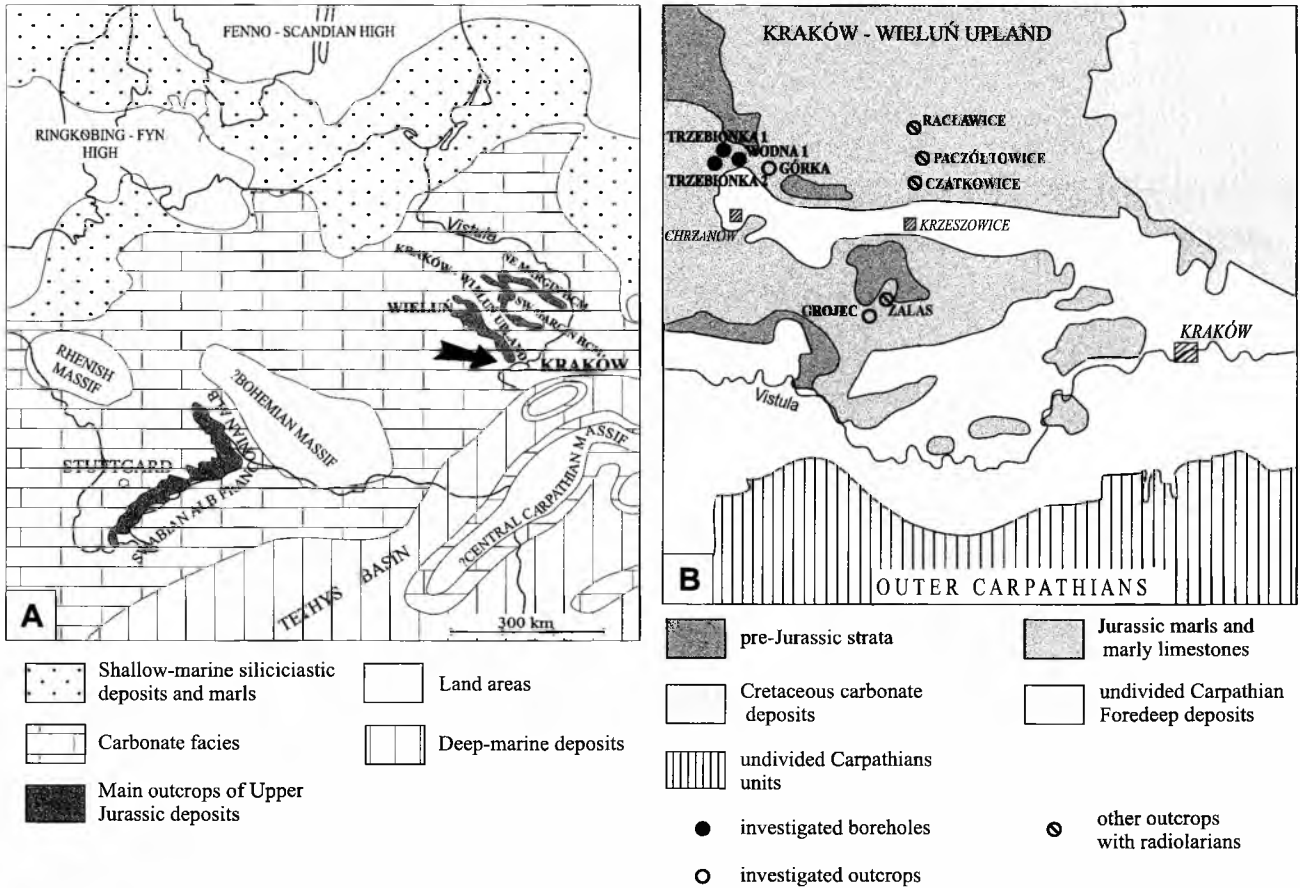 FENNO - SCANDIAN HIGH
RINGKOBING - FYN
HIGH
Vistula
NE MARGIN HCM
KRAKÓW - WIELUŃ UPLAND
SW MARGIN HCM
WIELUŃ
KRAKÓW
RHENISH
MASSIF
?BOHEMIAN MASSIF
STUTTGARD
SWABIAN ALB FRANCONIAN ALB
?CENTRAL CARPATHIAN MASSIF
TETHYS BASIN
A
300 km
Shallow-marine siliciciastic
deposits and marls
Land areas
Carbonate facies
Deep-marine deposits
Main outcrops of Upper
Jurassic deposits
KRAKÓW - WIELUŃ UPLAND
RACŁAWICE
TRZEBIONKA 1
WODNA 1
PACZÓŁTOWICE
GÓRKA
TRZEBIONKA 2
CZATKOWICE
CHRZANÓW
KRZESZOWICE
GROJEC
ZALAS
KRAKÓW
Vistula
B
OUTER CARPATHIANS
pre-Jurassic strata
Jurassic marls and
marly limestones
Cretaceous carbonate
deposits
undivided Carpathian
Foredeep deposits
undivided Carpathians
units
investigated boreholes
other outcrops
with radiolarians
investigated outcrops